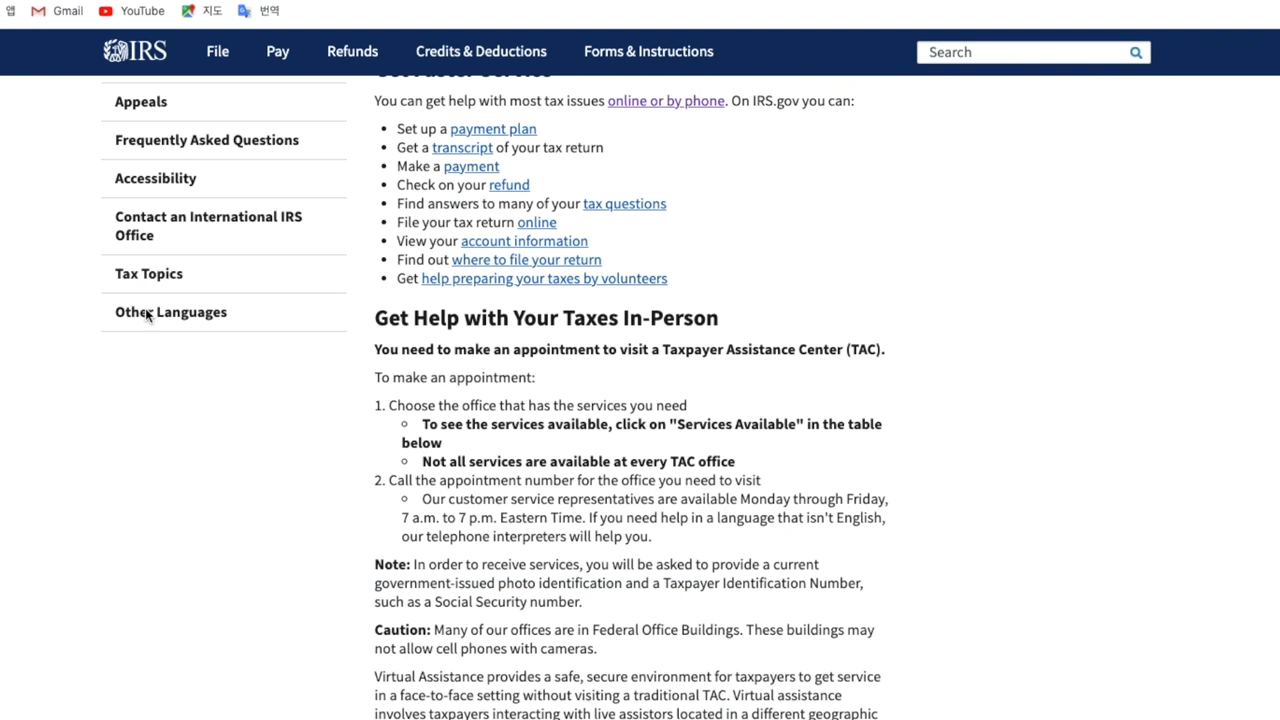 앱 Gmail YouTube 지도 번역
IRS File Pay Refunds Credits & Deductions Forms & Instructions Search
Appeals
Frequently Asked Questions
Accessibility
Contact an International IRS
Office
Tax Topics
Other Languages
You can get help with most tax issues online or by phone. On IRS.gov you can:
• Set up a payment plan
• Get a transcript of your tax return
• Make a payment
• Check on your refund
• Find answers to many of your tax questions
• File your tax return online
• View your account information
• Find out where to file your return
• Get help preparing your taxes by volunteers
Get Help with Your Taxes In-Person
You need to make an appointment to visit a Taxpayer Assistance Center (TAC).
To make an appointment:
1. Choose the office that has the services you need
◦ To see the services available, click on "Services Available" in the table
below
◦ Not all services are available at every TAC office
2. Call the appointment number for the office you need to visit
◦ Our customer service representatives are available Monday through Friday,
7 a.m. to 7 p.m. Eastern Time. If you need help in a language that isn't English,
our telephone interpreters will help you.
Note: In order to receive services, you will be asked to provide a current
government-issued photo identification and a Taxpayer Identification Number,
such as a Social Security number.
Caution: Many of our offices are in Federal Office Buildings. These buildings may
not allow cell phones with cameras.
Virtual Assistance provides a safe, secure environment for taxpayers to get service
in a face-to-face setting without visiting a traditional TAC. Virtual assistance
involves taxpayers interacting with live assistors located in a different geographic